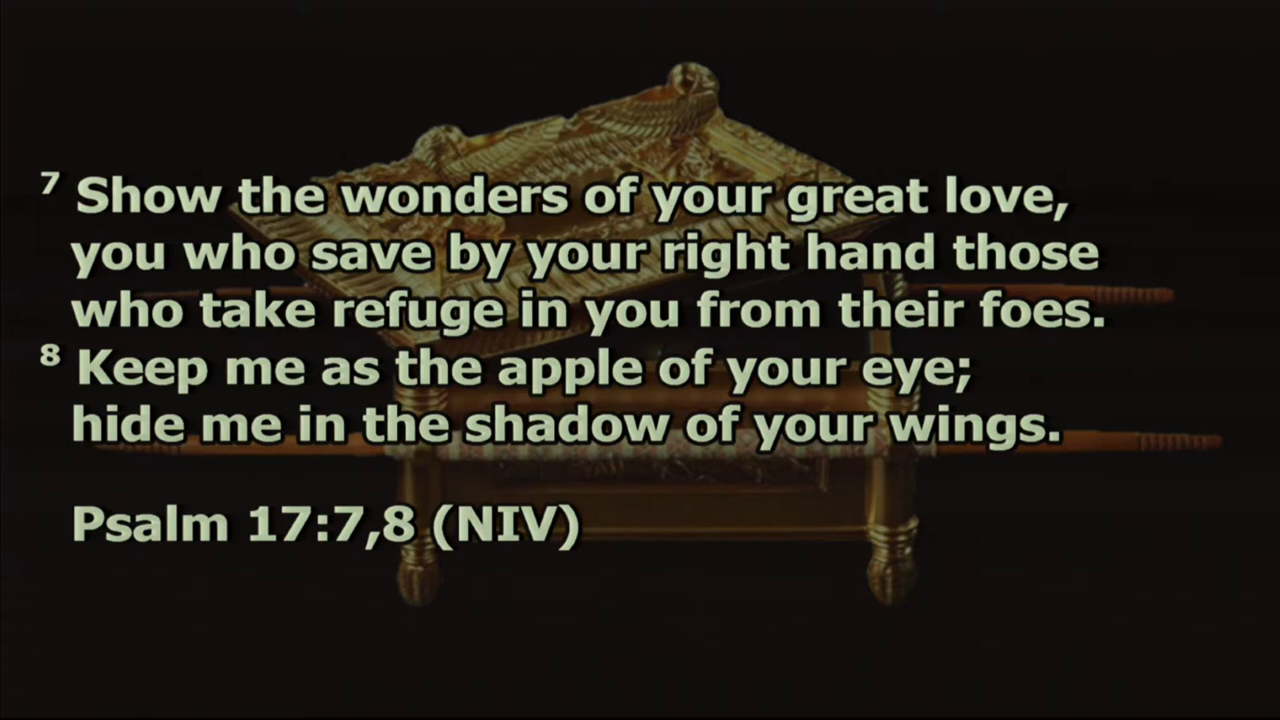 ⁷ Show the wonders of your great love,
you who save by your right hand those
who take refuge in you from their foes.
⁸ Keep me as the apple of your eye;
hide me in the shadow of your wings.
Psalm 17:7,8 (NIV)